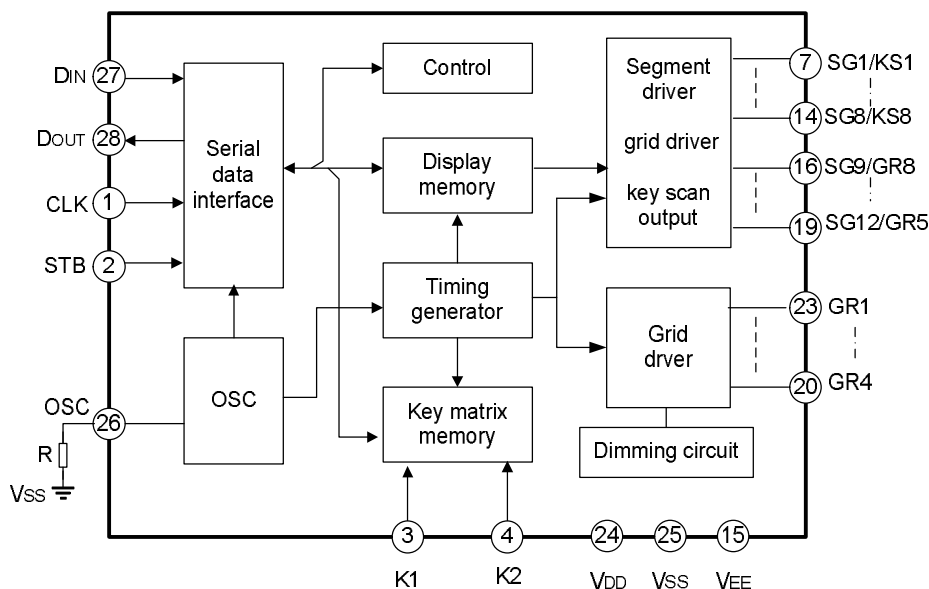 DIN
27
DOUT
28
CLK
1
STB
2
OSC
26
R
VSS
Serial
data
interface
OSC
Control
Display
memory
Timing
generator
Key matrix
memory
Segment
driver
grid driver
key scan
output
Grid
drver
Dimming circuit
7
SG1/KS1
14
SG8/KS8
16
SG9/GR8
19
SG12/GR5
23
GR1
20
GR4
3
K1
4
K2
24
VDD
25
VSS
15
VEE